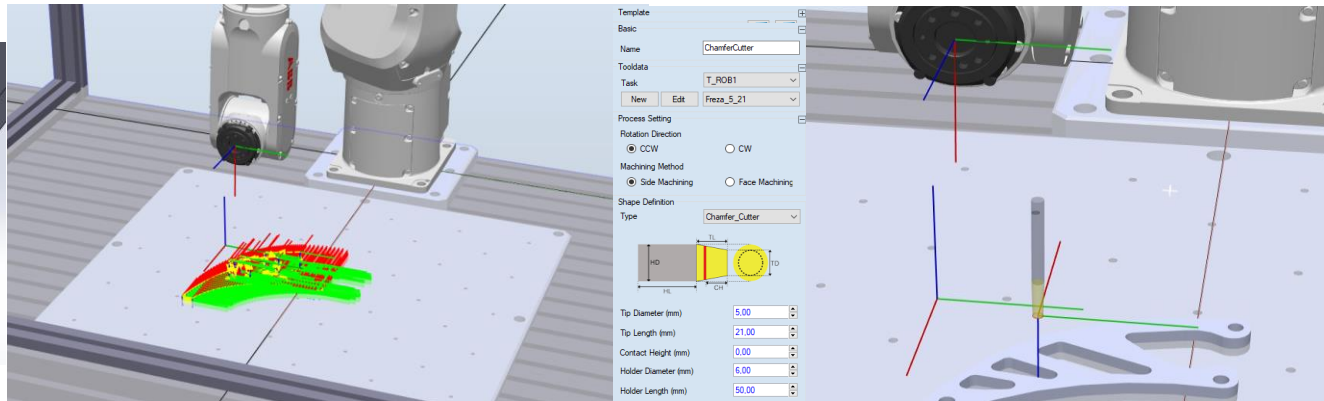 ABB
Template
Basic
Name ChamferCutter
Tooldata
Task T_ROB1
New Edit Freza_5_21
Process Setting
Rotation Direction
CCW CW
Machining Method
Side Machining Face Machining
Shape Definition
Type Chamfer_Cutter
TL
HD TD
HL CH
Tip Diameter (mm) 5,00
Tip Length (mm) 21,00
Contact Height (mm) 0,00
Holder Diameter (mm) 6,00
Holder Length (mm) 50,00